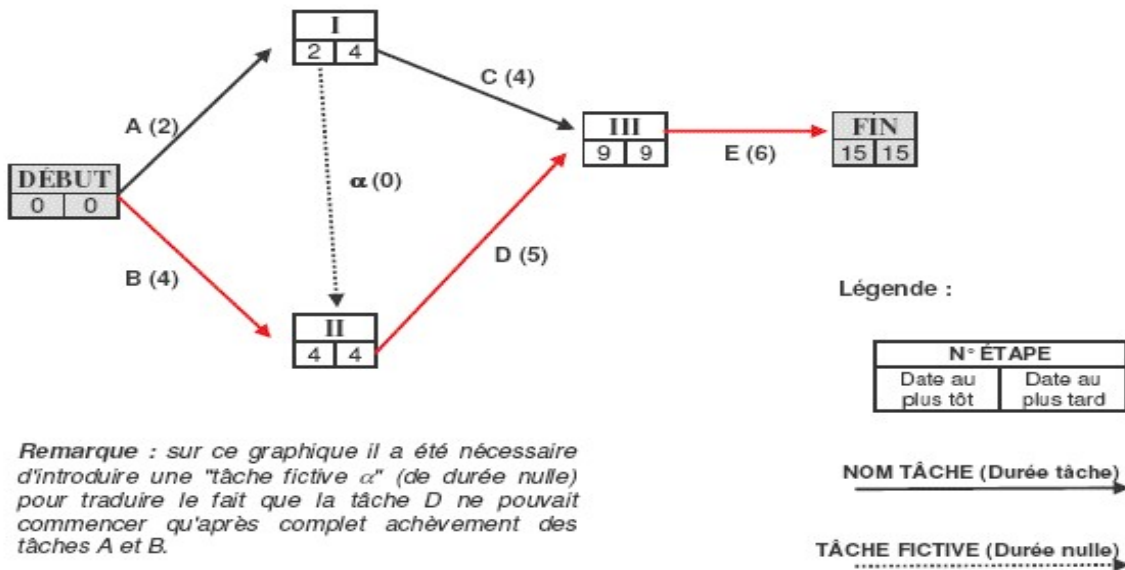 I
2 4
C (4)
A (2)
III
9 9
E (6)
FIN
15 15
DÉBUT
0 0
α (0)
B (4)
D (5)
II
4 4
Légende :
N° ÉTAPE
Date au plus tôt
Date au plus tard
Remarque : sur ce graphique il a été nécessaire
d'introduire une "tâche fictive α" (de durée nulle)
pour traduire le fait que la tâche D ne pouvait
commencer qu'après complet achèvement des
tâches A et B.
NOM TÂCHE (Durée tâche)
TÂCHE FICTIVE (Durée nulle)